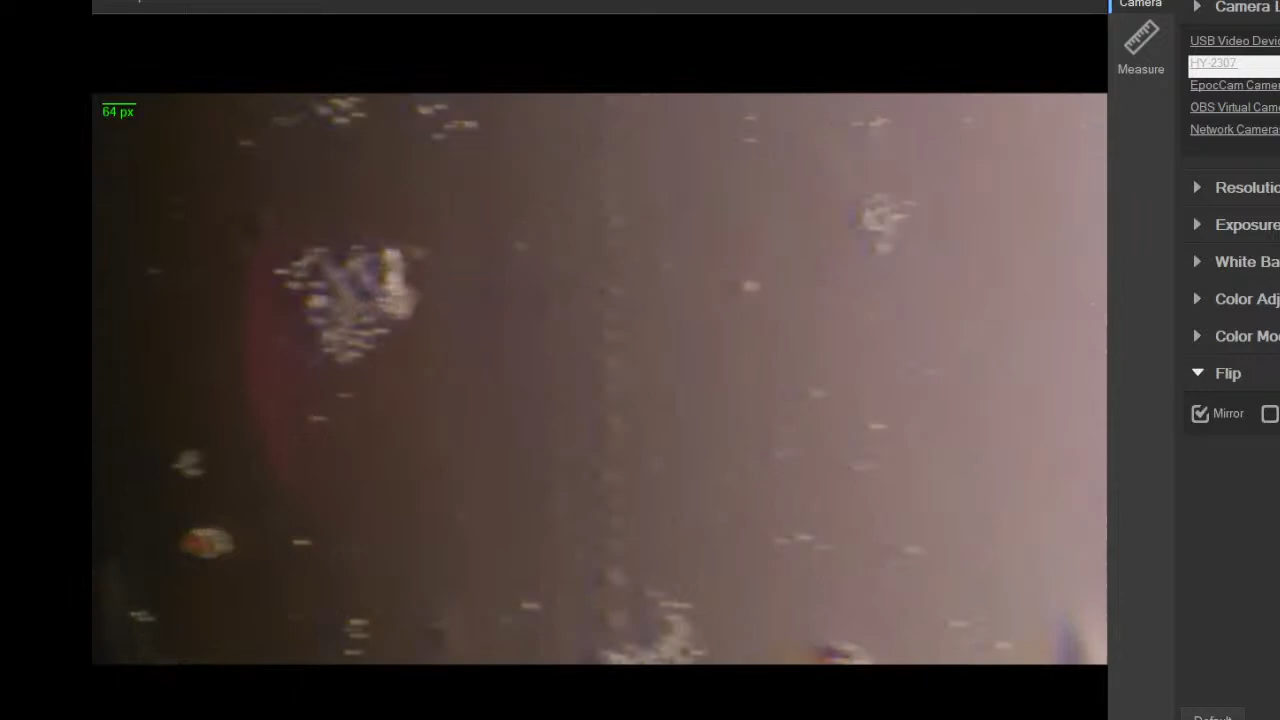 Camera
Measure
64 px
USB Video Devi
HY-2307
EpocCam Camer
OBS Virtual Cam
Network Camera
Resolutio
Exposure
White Ba
Color Adj
Color Mo
Flip
Mirror